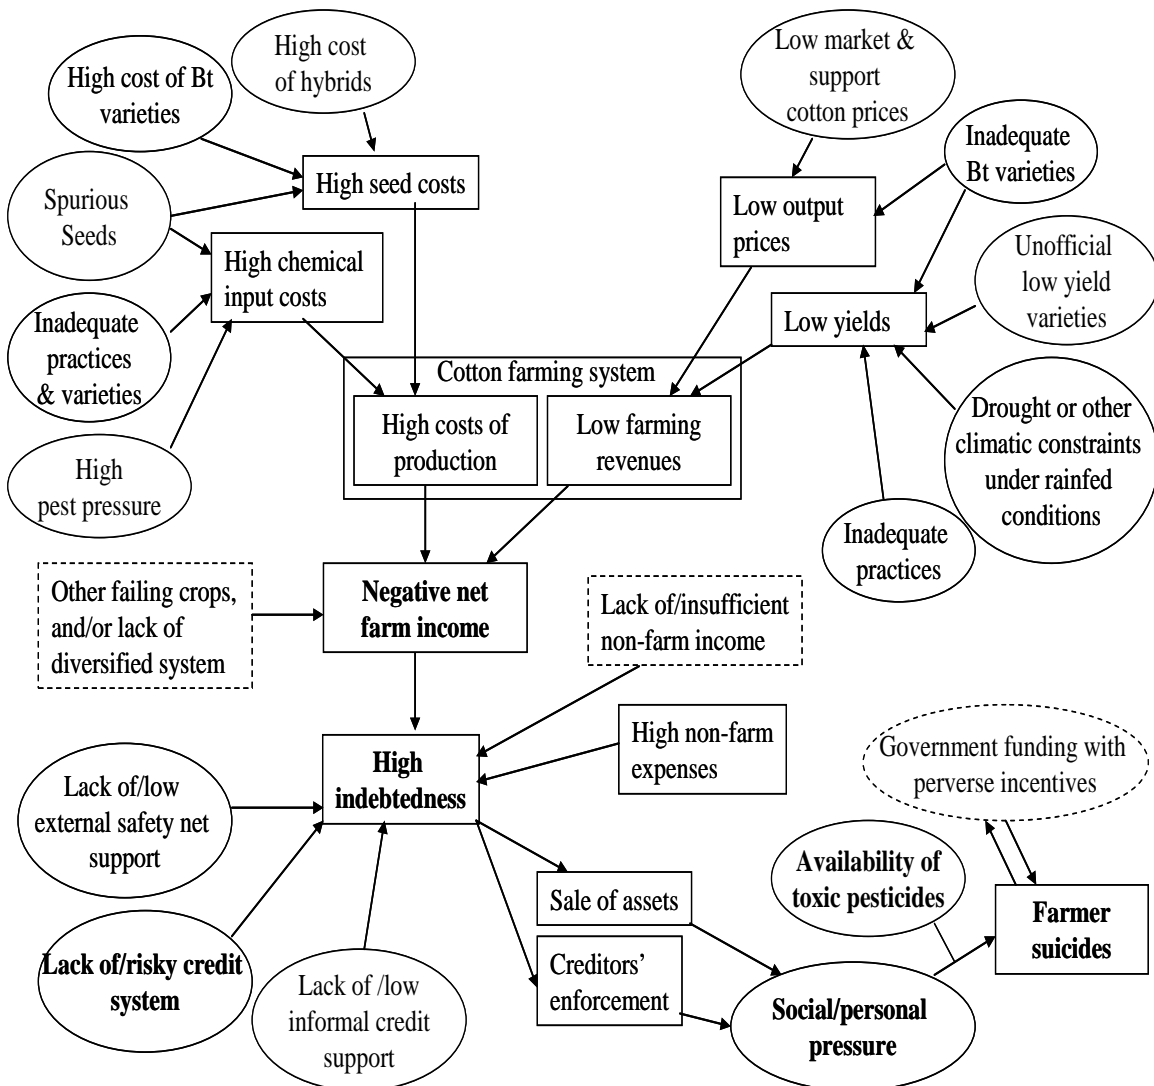 High cost
of hybrids
High cost of Bt
varieties
Low market &
support
cotton prices
Inadequate
Bt varieties
High seed costs
Spurious
Seeds
Low output
prices
High chemical
input costs
Unofficial
low yield
varieties
Inadequate
practices
& varieties
Low yields
Cotton farming system
High costs of
production
Low farming
revenues
Drought or other
climatic constraints
under rainfed
conditions
High
pest pressure
Inadequate
practices
Other failing crops,
and/or lack of
diversified system
Negative net
farm income
Lack of/insufficient
non-farm income
High non-farm
expenses
Government funding with
perverse incentives
High
indebtedness
Lack of/low
external safety net
support
Availability of
toxic pesticides
Sale of assets
Farmer
suicides
Lack of/risky credit
system
Lack of /low
informal credit
support
Creditors’
enforcement
Social/personal
pressure